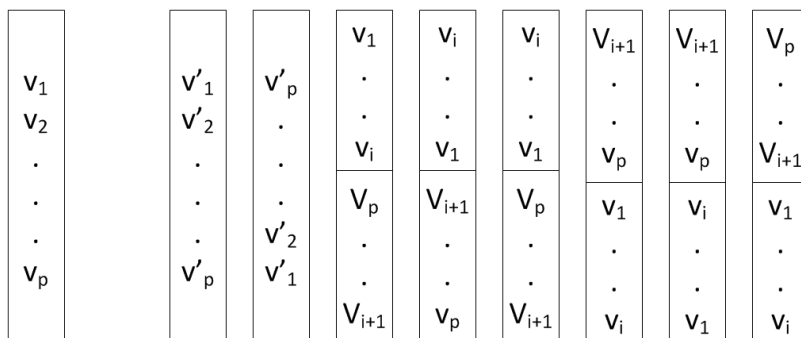 v₁
v₂
.
.
.
vₚ
v’₁
v’₂
.
.
.
v’ₚ
v’ₚ
.
.
.
v’₂
v’₁
v₁
.
.
vᵢ
Vₚ
.
.
Vᵢ₊₁
vᵢ
.
.
v₁
Vᵢ₊₁
.
.
vₚ
vᵢ
.
.
v₁
Vₚ
.
.
Vᵢ₊₁
Vᵢ₊₁
.
.
vₚ
v₁
.
.
vᵢ
Vᵢ₊₁
.
.
vₚ
vᵢ
.
.
v₁
Vₚ
.
.
Vᵢ₊₁
v₁
.
.
vᵢ